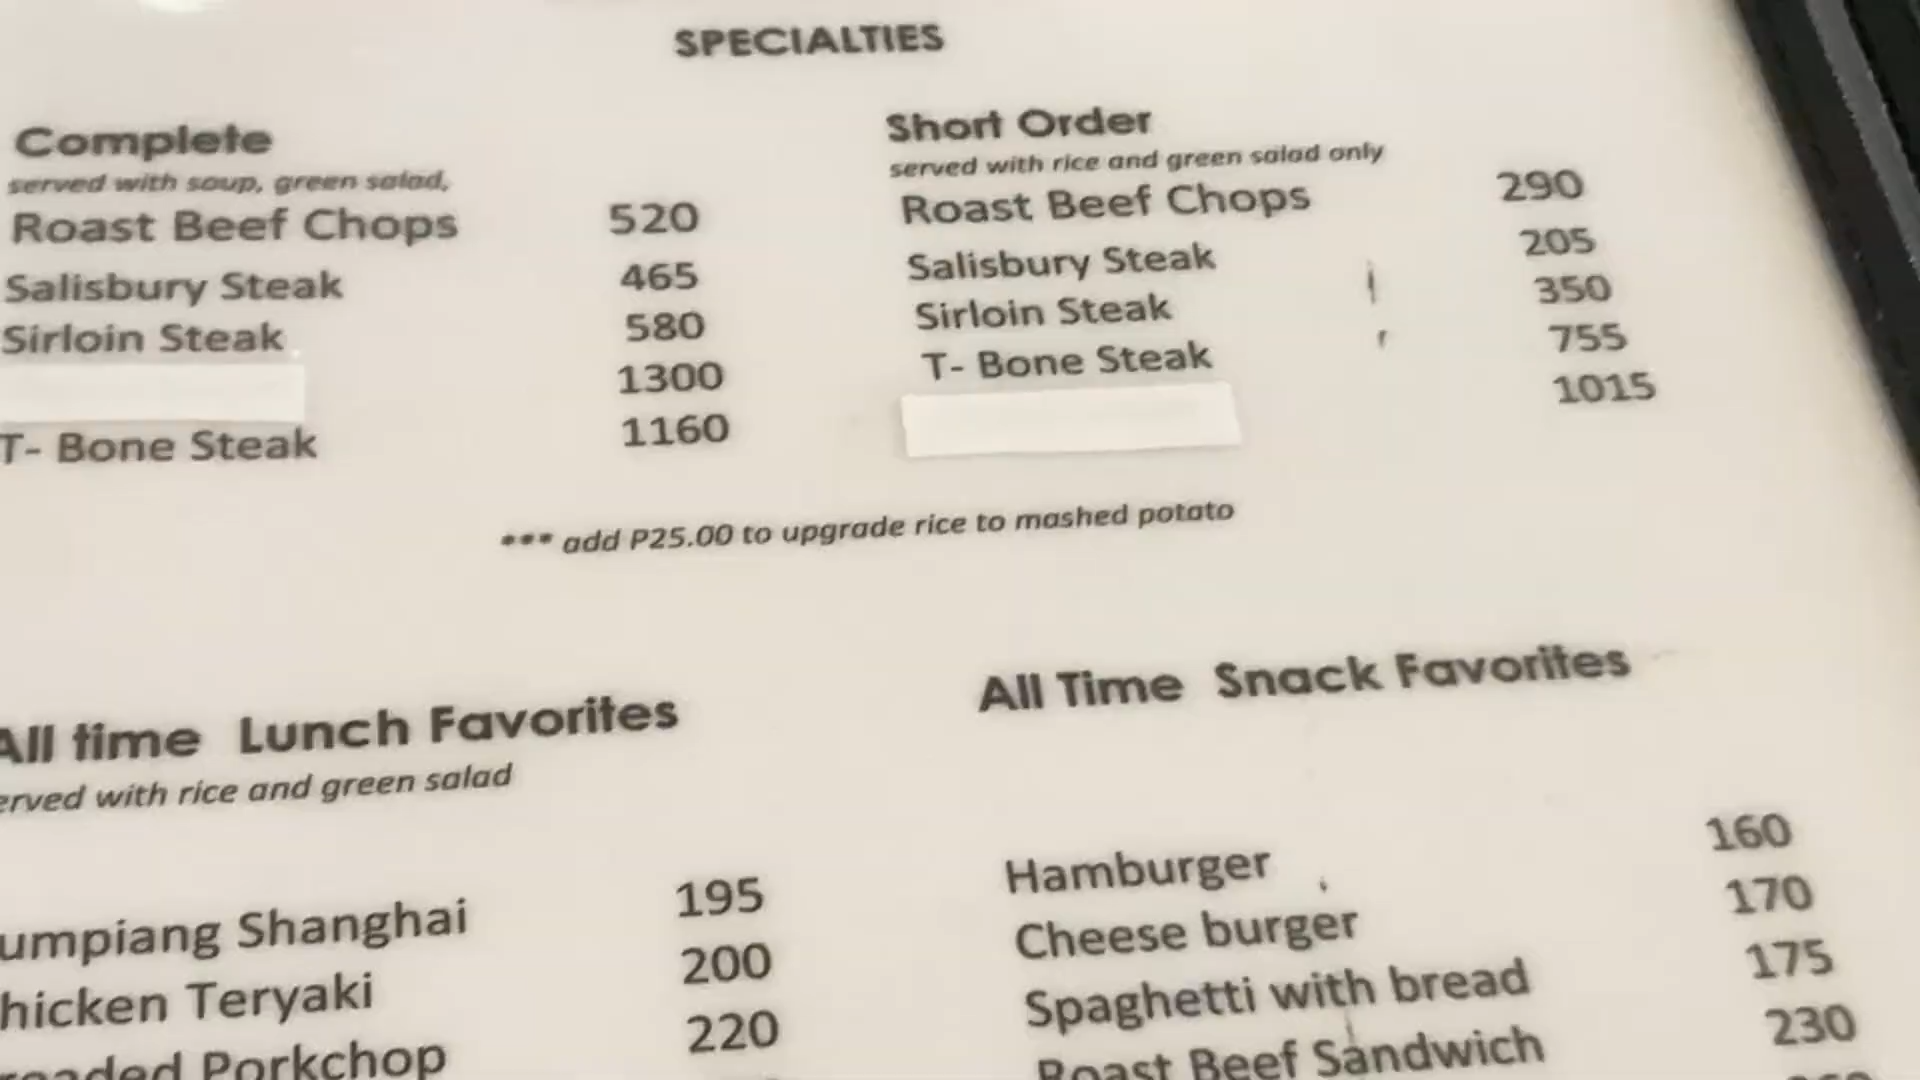 SPECIALTIES
Complete
served with soup, green salad,
Roast Beef Chops 520
Salisbury Steak 465
Sirloin Steak 580
1300
T- Bone Steak 1160
Short Order
served with rice and green salad only
Roast Beef Chops 290
Salisbury Steak 205
Sirloin Steak 350
T- Bone Steak 755
1015
*** add P25.00 to upgrade rice to mashed potato
All time Lunch Favorites
erved with rice and green salad
umpiang Shanghai 195
hicken Teryaki 200
Porkchop 220
All Time Snack Favorites
Hamburger 160
Cheese burger 170
Spaghetti with bread 175
Roast Beef Sandwich 230